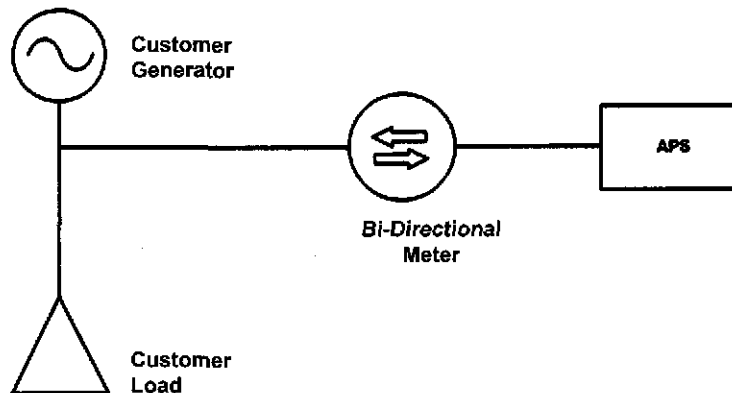 Customer
Generator
APS
Bi-Directional
Meter
Customer
Load